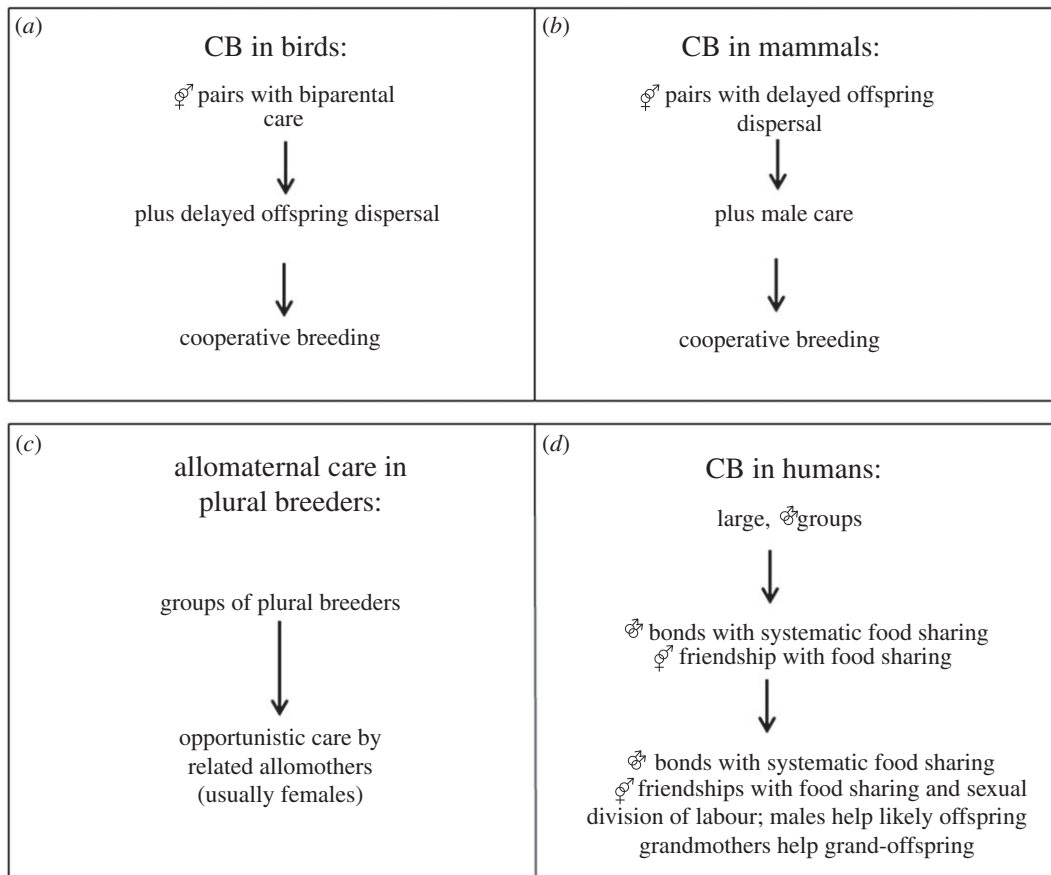 (a)
CB in birds:
⚤ pairs with biparental
care
plus delayed offspring dispersal
cooperative breeding
(b)
CB in mammals:
⚤ pairs with delayed offspring
dispersal
plus male care
cooperative breeding
(c)
allomaternal care in
plural breeders:
groups of plural breeders
opportunistic care by
related allomothers
(usually females)
(d)
CB in humans:
large, ⚣groups
⚣ bonds with systematic food sharing
⚤ friendship with food sharing
⚣ bonds with systematic food sharing
⚤ friendships with food sharing and sexual
division of labour; males help likely offspring
grandmothers help grand-offspring